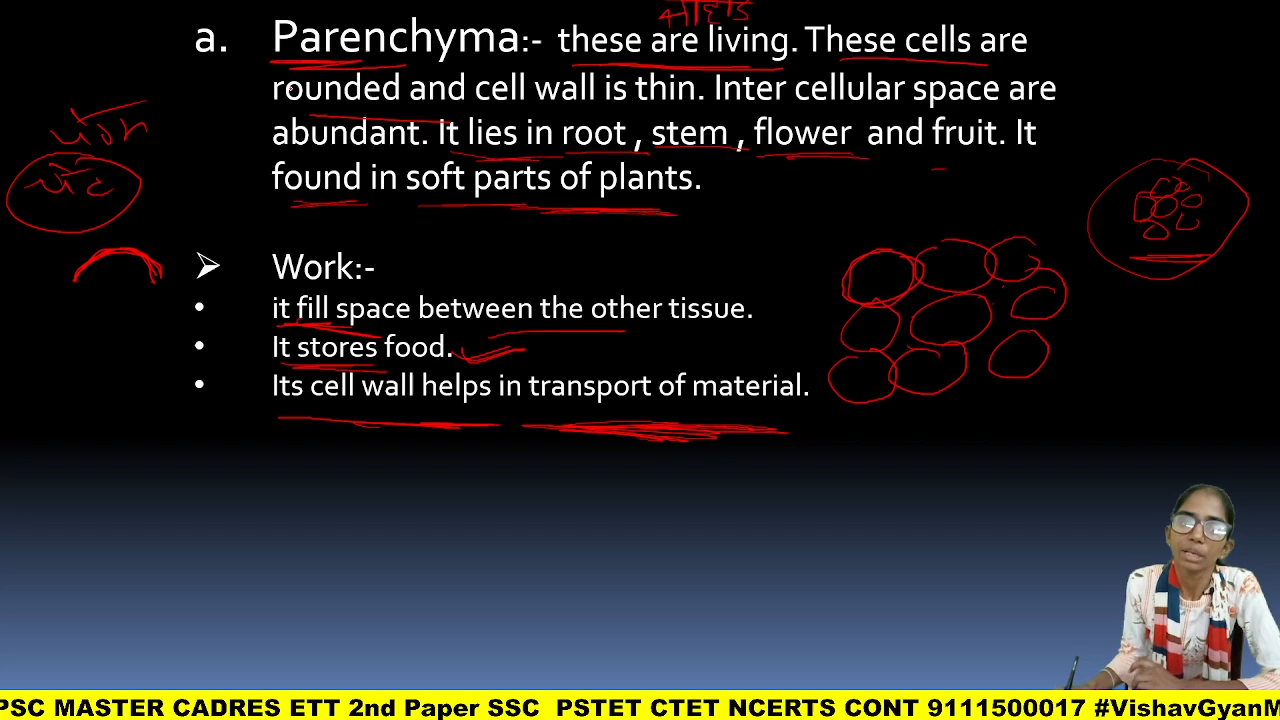 a. Parenchyma:- these are living. These cells are
rounded and cell wall is thin. Inter cellular space are
abundant. It lies in root , stem , flower and fruit. It
found in soft parts of plants.
➢ Work:-
• it fill space between the other tissue.
• It stores food.
• Its cell wall helps in transport of material.
PSC MASTER CADRES ETT 2nd Paper SSC PSTET CTET NCERTS CONT 9111500017 #VishavGyanM